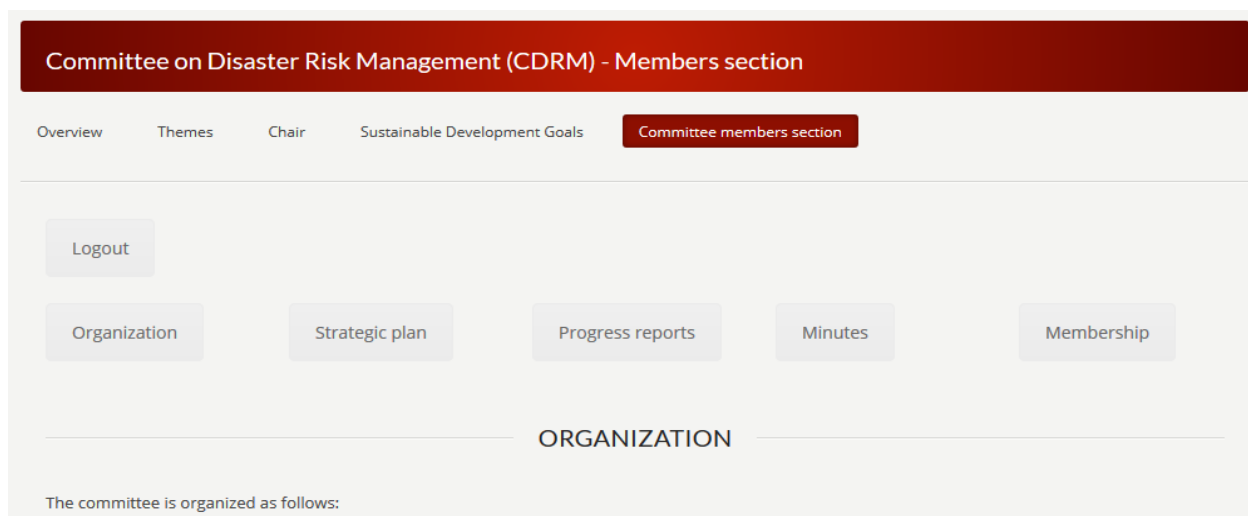 Committee on Disaster Risk Management (CDRM) - Members section
Overview Themes Chair Sustainable Development Goals Committee members section
Logout
Organization Strategic plan Progress reports Minutes Membership
ORGANIZATION
The committee is organized as follows: